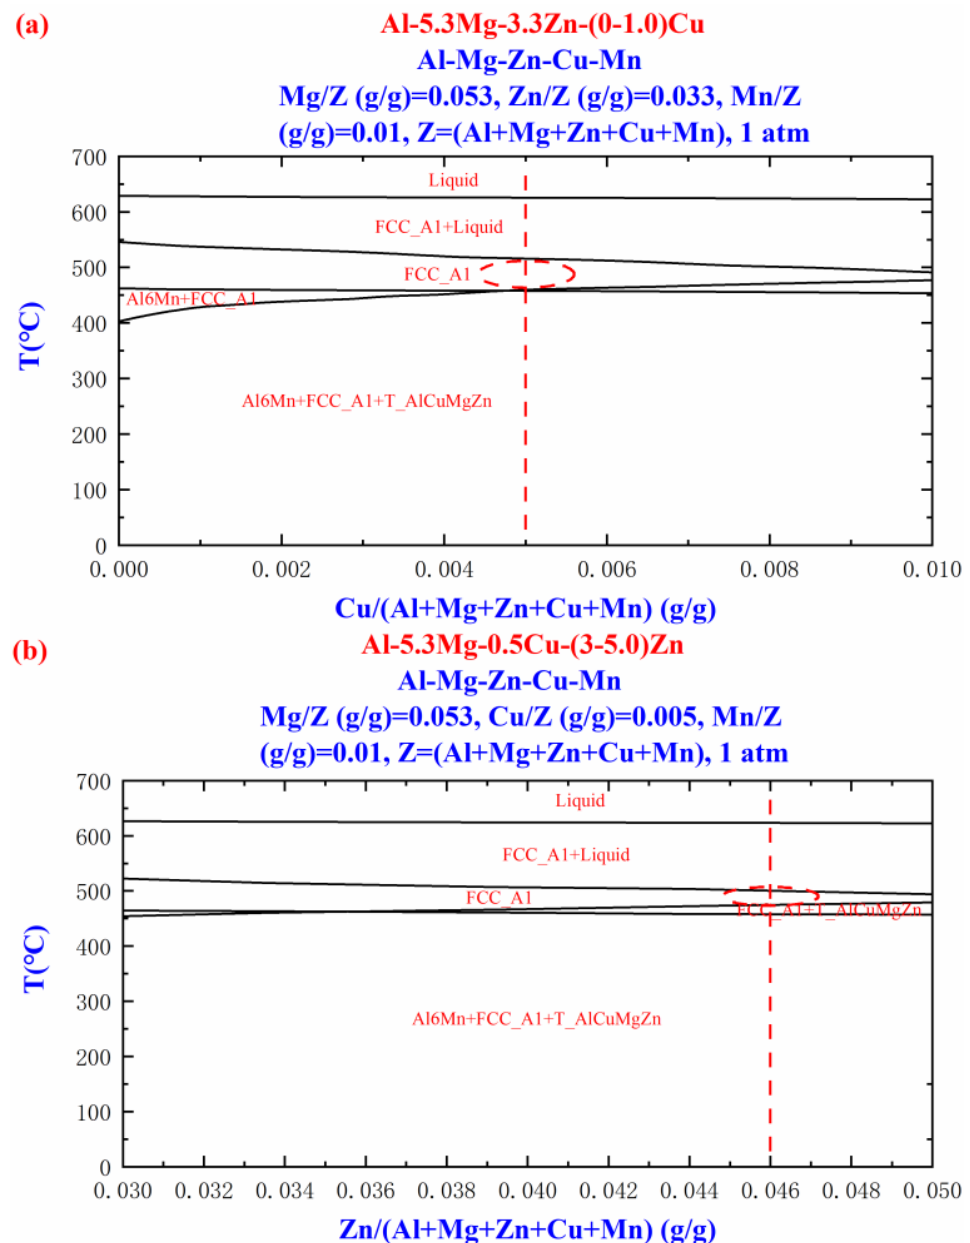 (a)
Al-5.3Mg-3.3Zn-(0-1.0)Cu
Al-Mg-Zn-Cu-Mn
Mg/Z (g/g)=0.053, Zn/Z (g/g)=0.033, Mn/Z
(g/g)=0.01, Z=(Al+Mg+Zn+Cu+Mn), 1 atm
700
Liquid
600
FCC_A1+Liquid
500
FCC_A1
Al6Mn+FCC_A1
400
T(°C)
300
Al6Mn+FCC_A1+T_AlCuMgZn
200
100
0
0.000 0.002 0.004 0.006 0.008 0.010
Cu/(Al+Mg+Zn+Cu+Mn) (g/g)
(b)
Al-5.3Mg-0.5Cu-(3-5.0)Zn
Al-Mg-Zn-Cu-Mn
Mg/Z (g/g)=0.053, Cu/Z (g/g)=0.005, Mn/Z
(g/g)=0.01, Z=(Al+Mg+Zn+Cu+Mn), 1 atm
700
Liquid
600
FCC_A1+Liquid
500
FCC_A1
FCC_A1+T_AlCuMgZn
400
T(°C)
300
Al6Mn+FCC_A1+T_AlCuMgZn
200
100
0
0.030 0.032 0.034 0.036 0.038 0.040 0.042 0.044 0.046 0.048 0.050
Zn/(Al+Mg+Zn+Cu+Mn) (g/g)